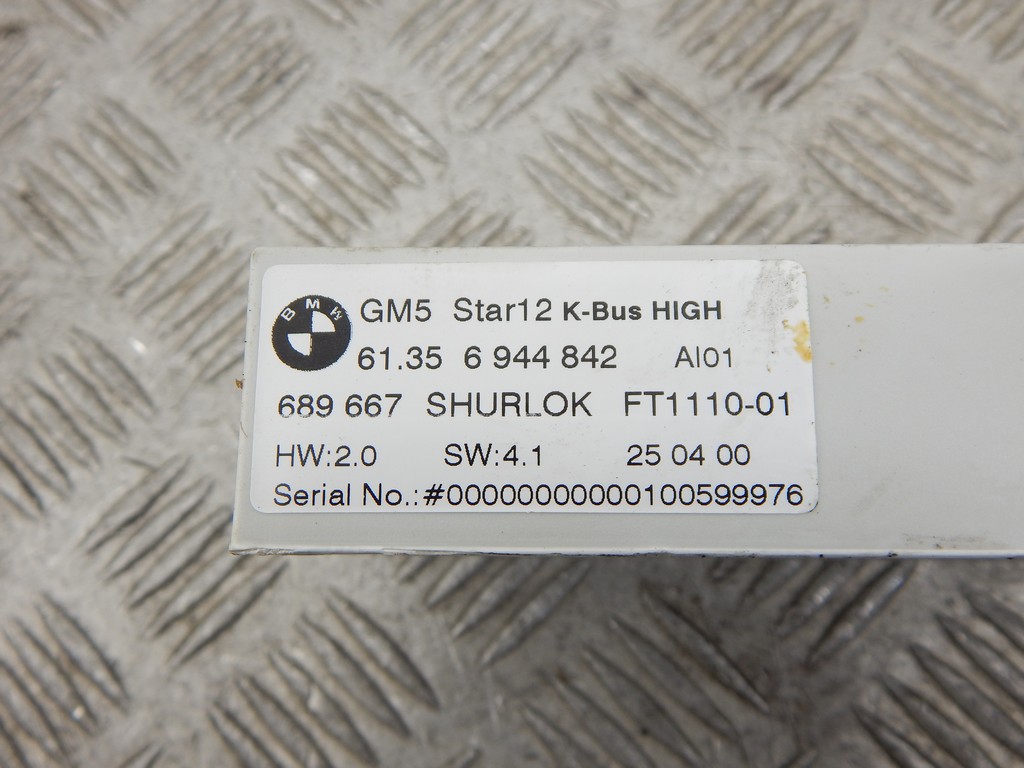 BMW
GM5 Star12 K-Bus HIGH
61.35 6 944 842 AI01
689 667 SHURLOK FT1110-01
HW:2.0 SW:4.1 25 04 00
Serial No.:#00000000000100599976